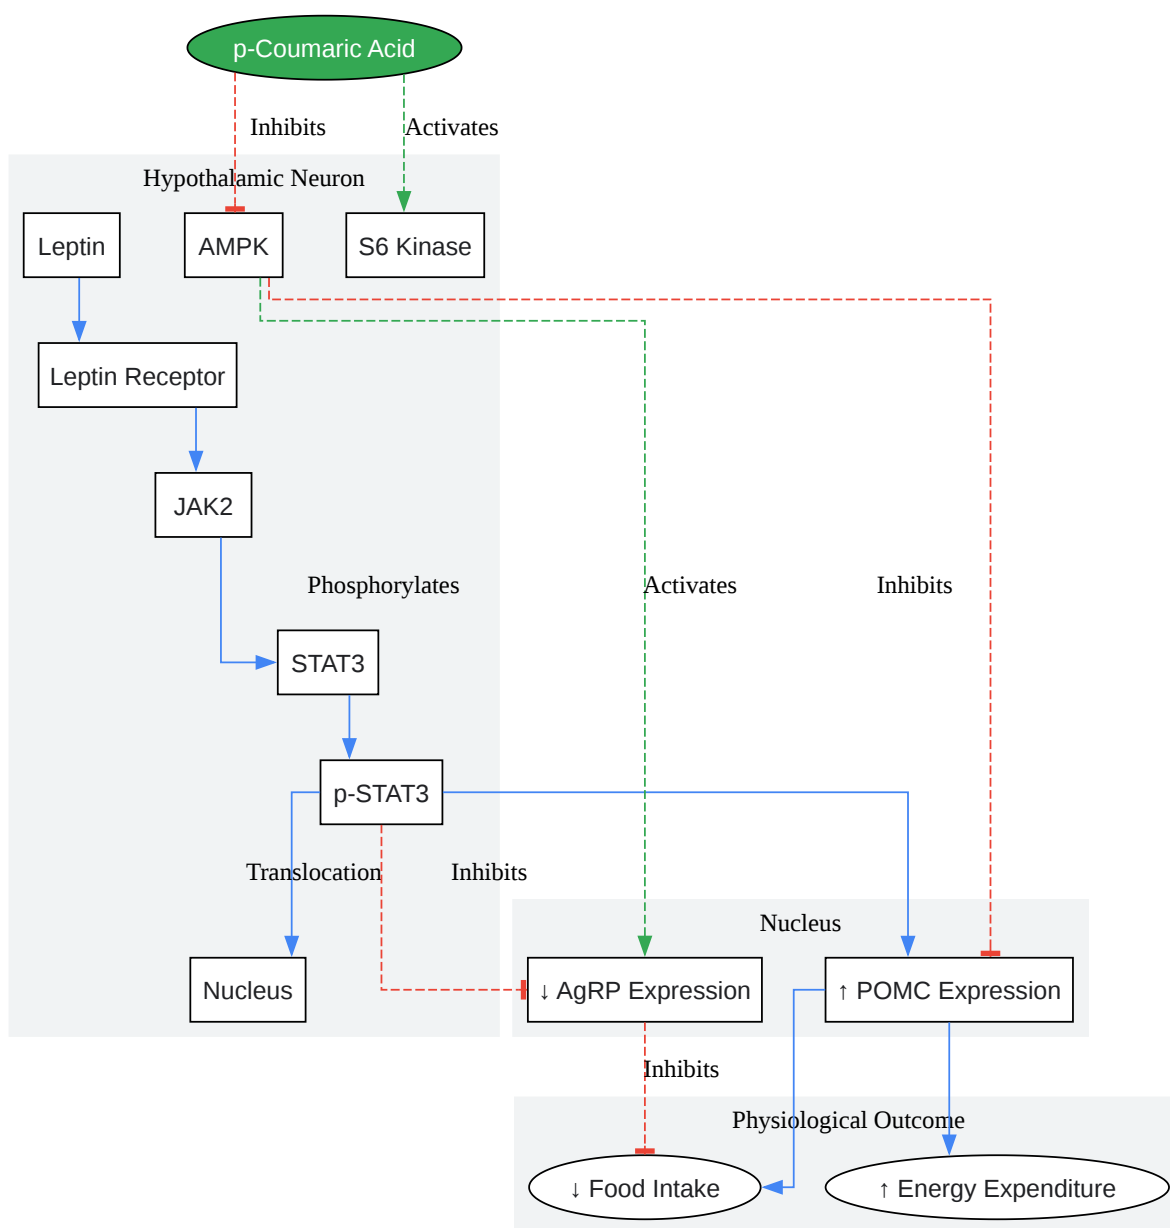 p-Coumaric Acid
Inhibits
Activates
Hypothalamic Neuron
Leptin
AMPK
S6 Kinase
Leptin Receptor
JAK2
Phosphorylates
Activates
Inhibits
STAT3
p-STAT3
Translocation
Inhibits
Nucleus
Nucleus
↓ AgRP Expression
↑ POMC Expression
Inhibits
Physiological Outcome
↓ Food Intake
↑ Energy Expenditure